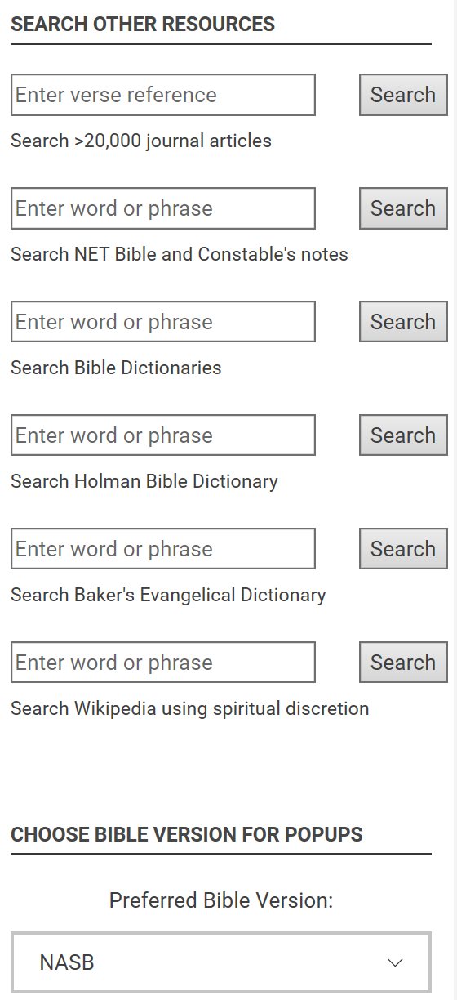 SEARCH OTHER RESOURCES
Enter verse reference Search
Search >20,000 journal articles
Enter word or phrase Search
Search NET Bible and Constable's notes
Enter word or phrase Search
Search Bible Dictionaries
Enter word or phrase Search
Search Holman Bible Dictionary
Enter word or phrase Search
Search Baker's Evangelical Dictionary
Enter word or phrase Search
Search Wikipedia using spiritual discretion
CHOOSE BIBLE VERSION FOR POPUPS
Preferred Bible Version:
NASB